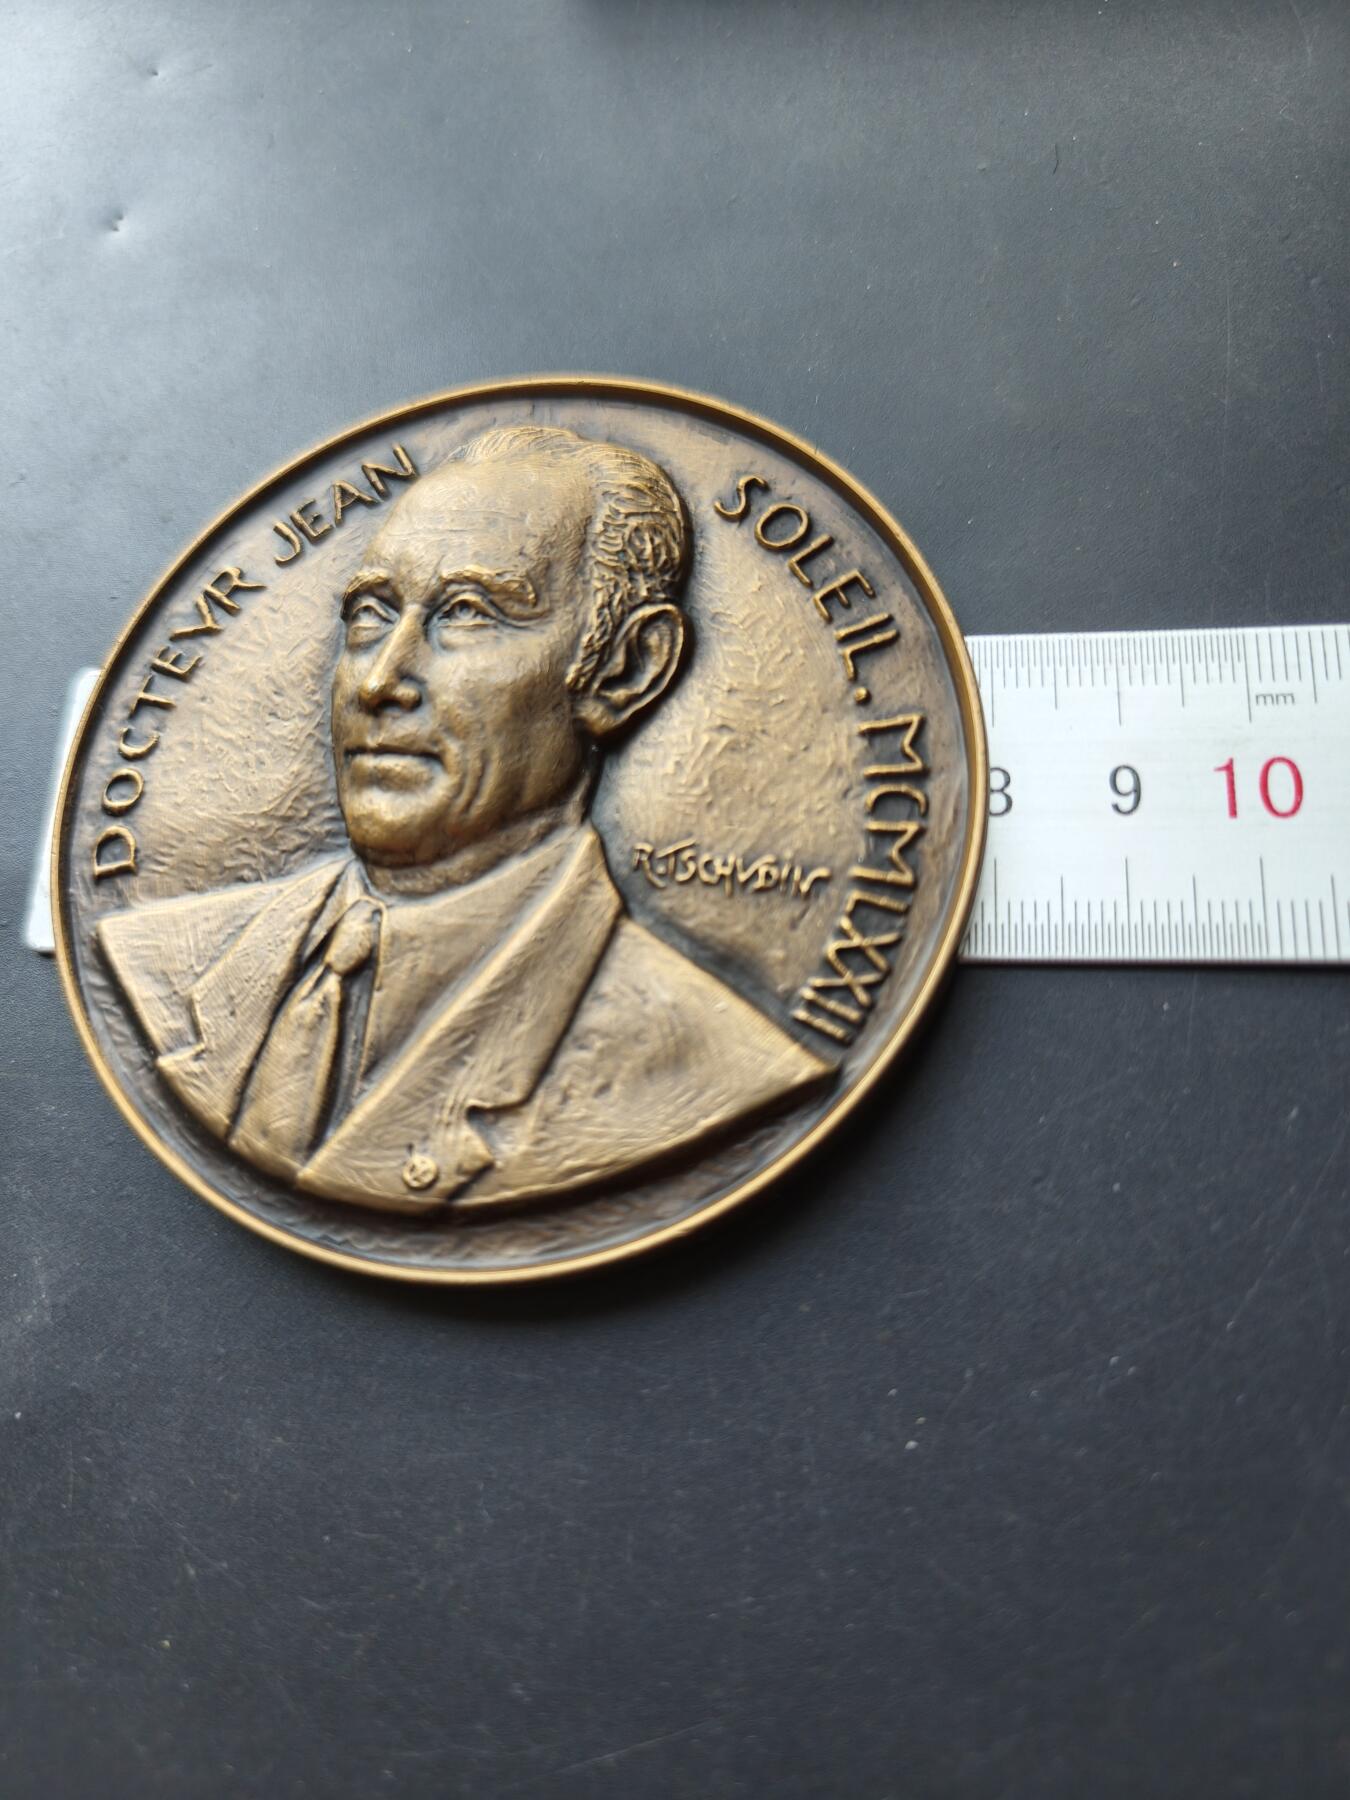 DOCTEVR JEAN SOLEIL. MCMLXXII
R. TSCHVDIN
mm
8 9 10